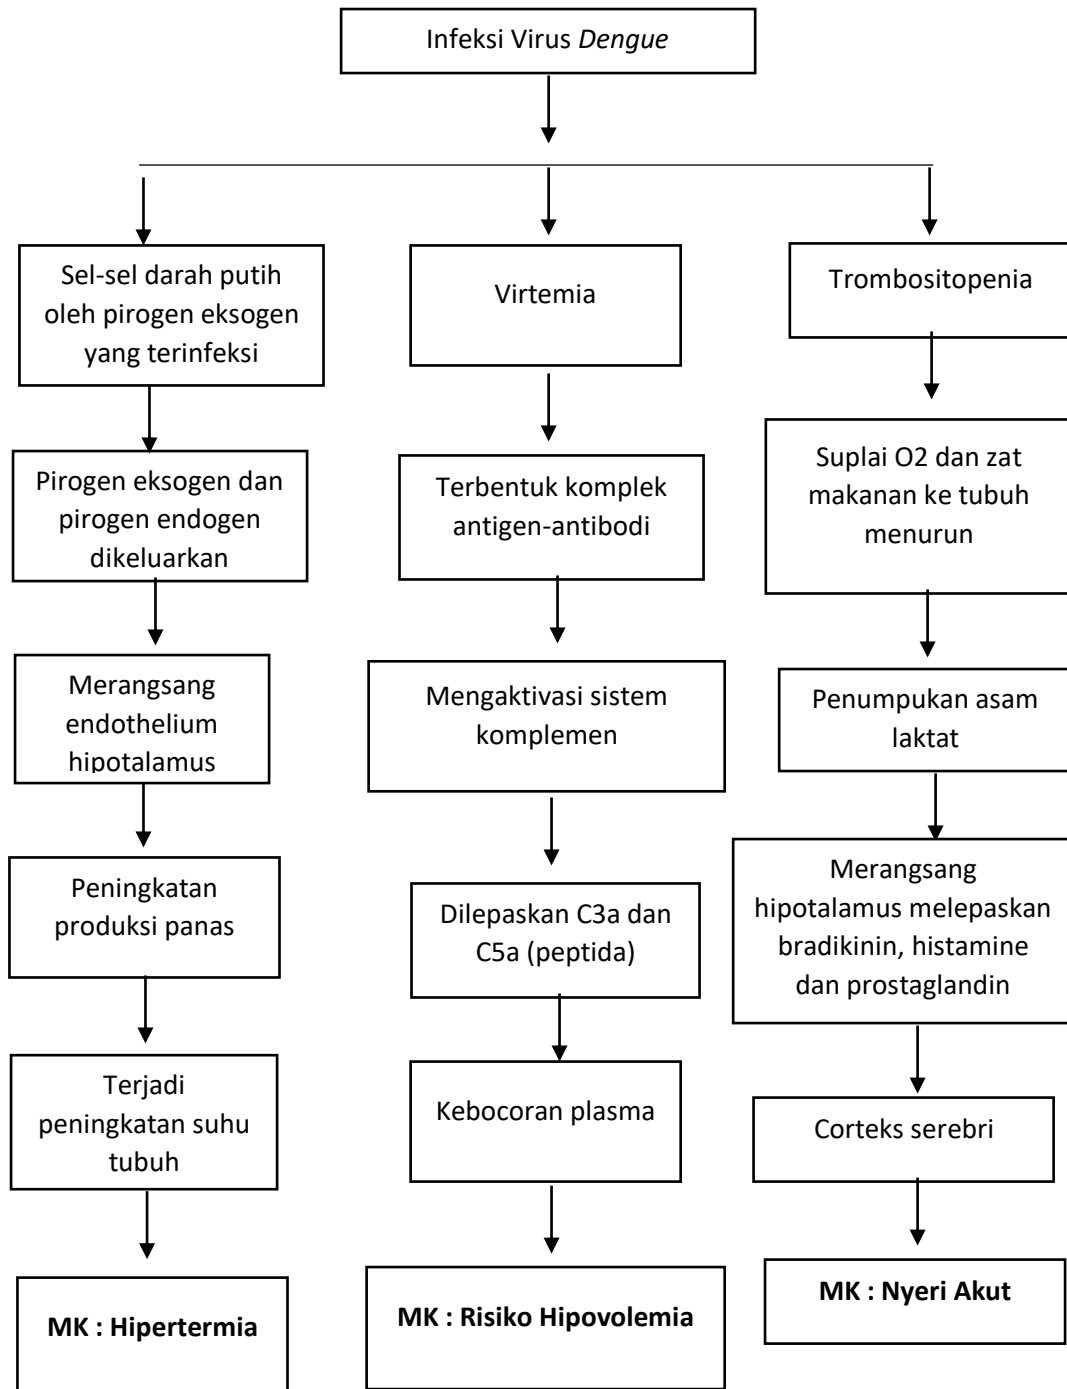 Infeksi Virus Dengue
Sel-sel darah putih
oleh pirogen eksogen
yang terinfeksi
Pirogen eksogen dan
pirogen endogen
dikeluarkan
Merangsang
endothelium
hipotalamus
Peningkatan
produksi panas
Terjadi
peningkatan suhu
tubuh
MK : Hipertermia
Virtemia
Terbentuk komplek
antigen-antibodi
Mengaktivasi sistem
komplemen
Dilepaskan C3a dan
C5a (peptida)
Kebocoran plasma
MK : Risiko Hipovolemia
Trombositopenia
Suplai O2 dan zat
makanan ke tubuh
menurun
Penumpukan asam
laktat
Merangsang
hipotalamus melepaskan
bradikinin, histamine
dan prostaglandin
Corteks serebri
MK : Nyeri Akut